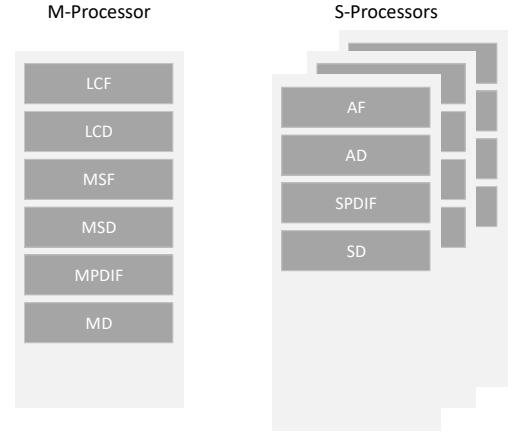 M-Processor
LCF
LCD
MSF
MSD
MPDIF
MD
S-Processors
AF
AD
SPDIF
SD